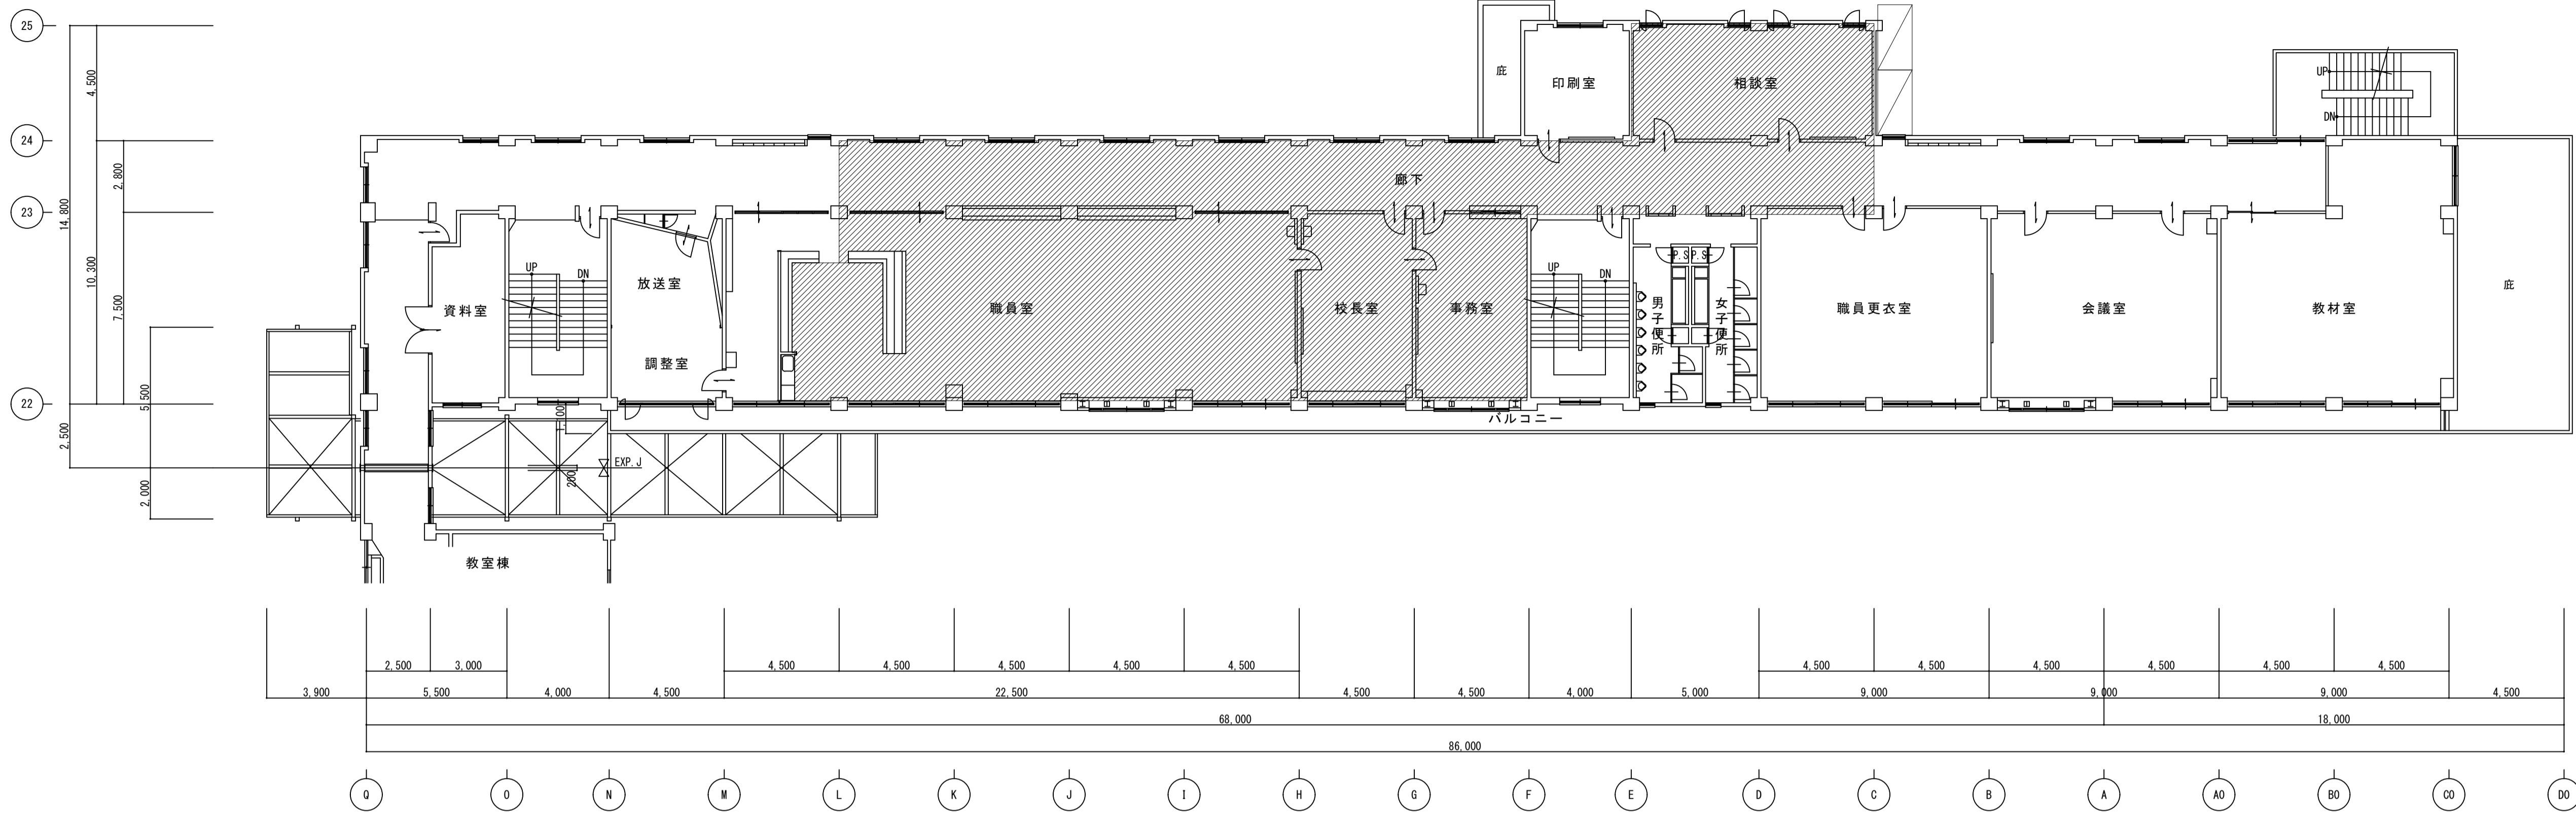 25
24
23
22
4,500
2,800
14,800
10,300
7,500
5,500
2,500
2,000
庇
印刷室
相談室
UP
DN
廊下
資料室
UP
DN
放送室
調整室
職員室
校長室
事務室
UP
DN
P.S
P.S
男子便所
女子便所
職員更衣室
会議室
教材室
庇
バルコニー
EXP.J
200
教室棟
2,500
3,000
4,500
4,500
4,500
4,500
4,500
4,500
4,500
4,500
4,500
4,500
4,500
3,900
5,500
4,000
4,500
22,500
4,500
4,500
4,000
5,000
9,000
9,000
9,000
4,500
68,000
18,000
86,000
Q
O
N
M
L
K
J
I
H
G
F
E
D
C
B
A
A0
B0
C0
D0